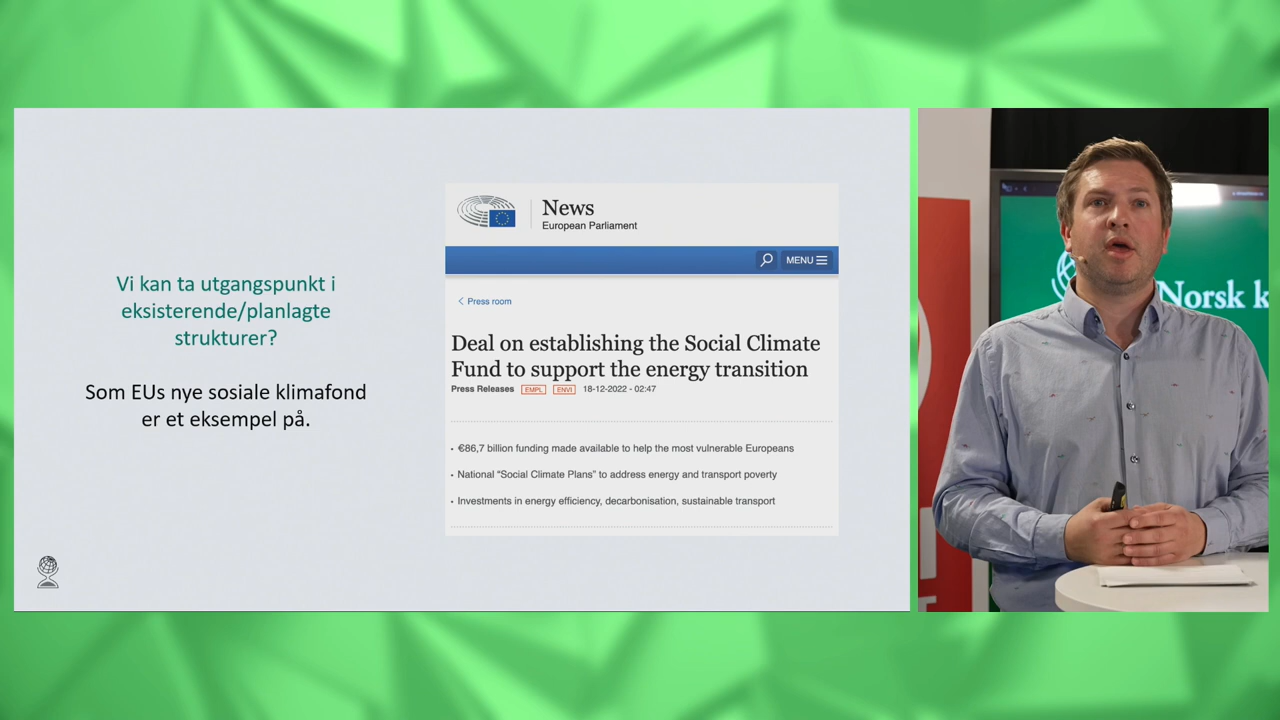 Vi kan ta utgangspunkt i
eksisterende/planlagte
strukturer?
Som EUs nye sosiale klimafond
er et eksempel på.
News
European Parliament
MENU
Press room
Deal on establishing the Social Climate
Fund to support the energy transition
Press Releases EMPL ENVI 18-12-2022 - 02:47
• €86,7 billion funding made available to help the most vulnerable Europeans
• National “Social Climate Plans” to address energy and transport poverty
• Investments in energy efficiency, decarbonisation, sustainable transport
Norsk k